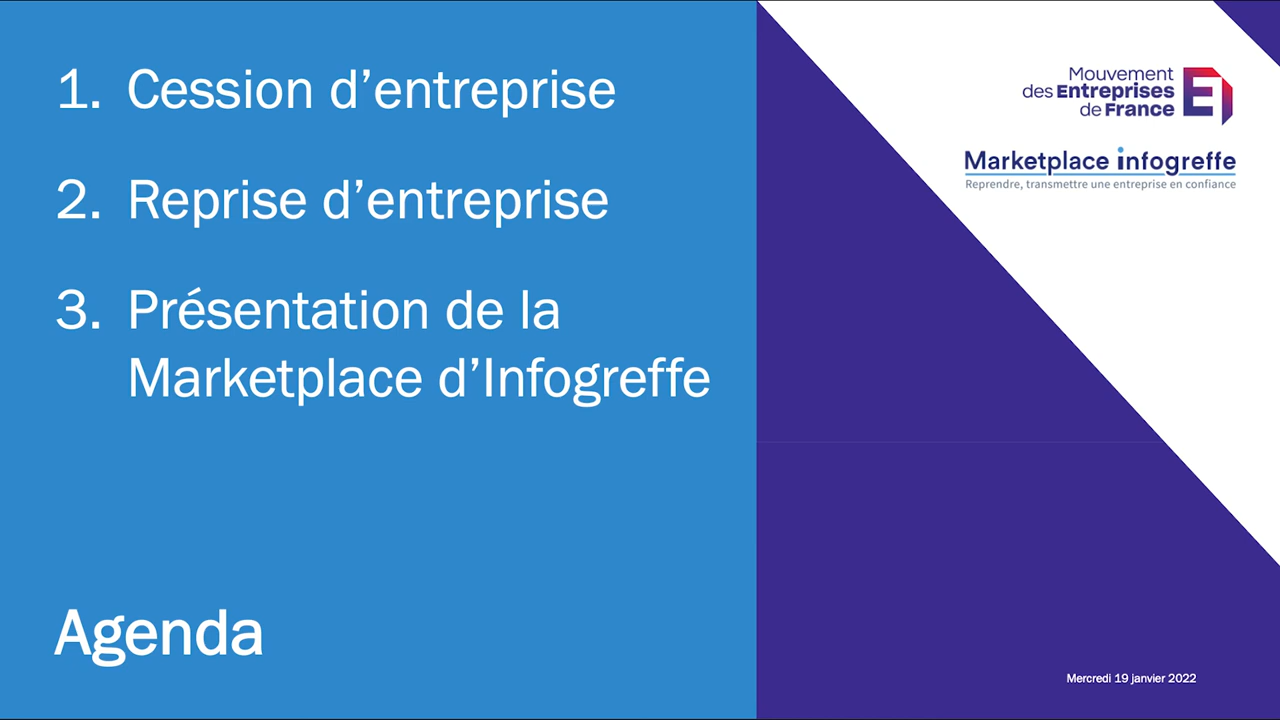 1. Cession d’entreprise
2. Reprise d’entreprise
3. Présentation de la
Marketplace d’Infogreffe
Agenda
Mouvement
des Entreprises
de France
Marketplace infogreffe
Reprendre, transmettre une entreprise en confiance
Mercredi 19 janvier 2022